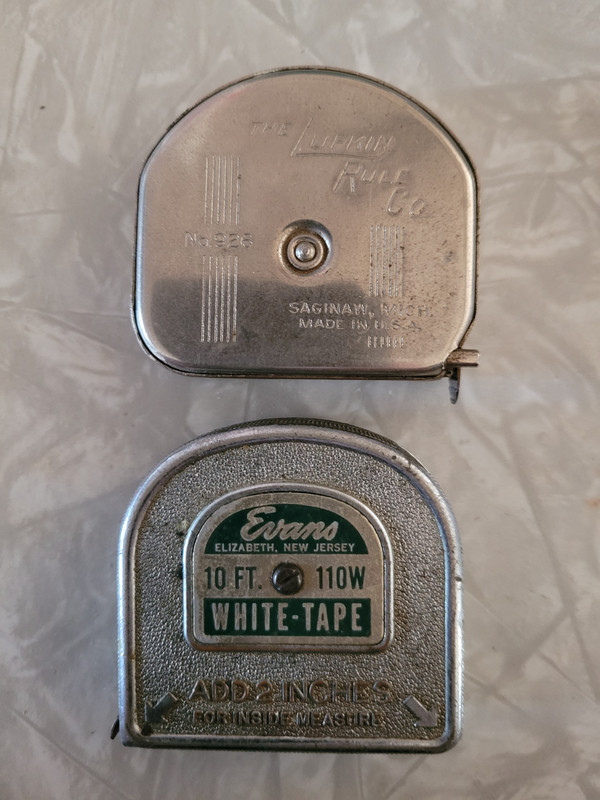 THE LUFKIN
RULE
Co
No. 926
SAGINAW, MICH.
MADE IN U.S.A.
Evans
ELIZABETH, NEW JERSEY
10 FT. 110W
WHITE-TAPE
ADD 2 INCHES
FOR INSIDE MEASURE